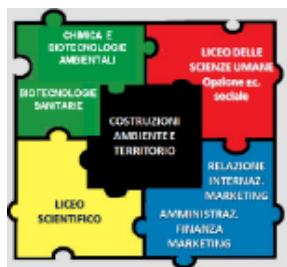 CHIMICA E
BIOTECNOLOGIE
AMBIENTALI
BIOTECNOLOGIE
SANITARIE
LICEO DELLE
SCIENZE UMANE
Opzione ec.
sociale
COSTRUZIONI
AMBIENTE E
TERRITORIO
LICEO
SCIENTIFICO
RELAZIONE
INTERNAZ.
MARKETING
AMMINISTRAZ.
FINANZA
MARKETING